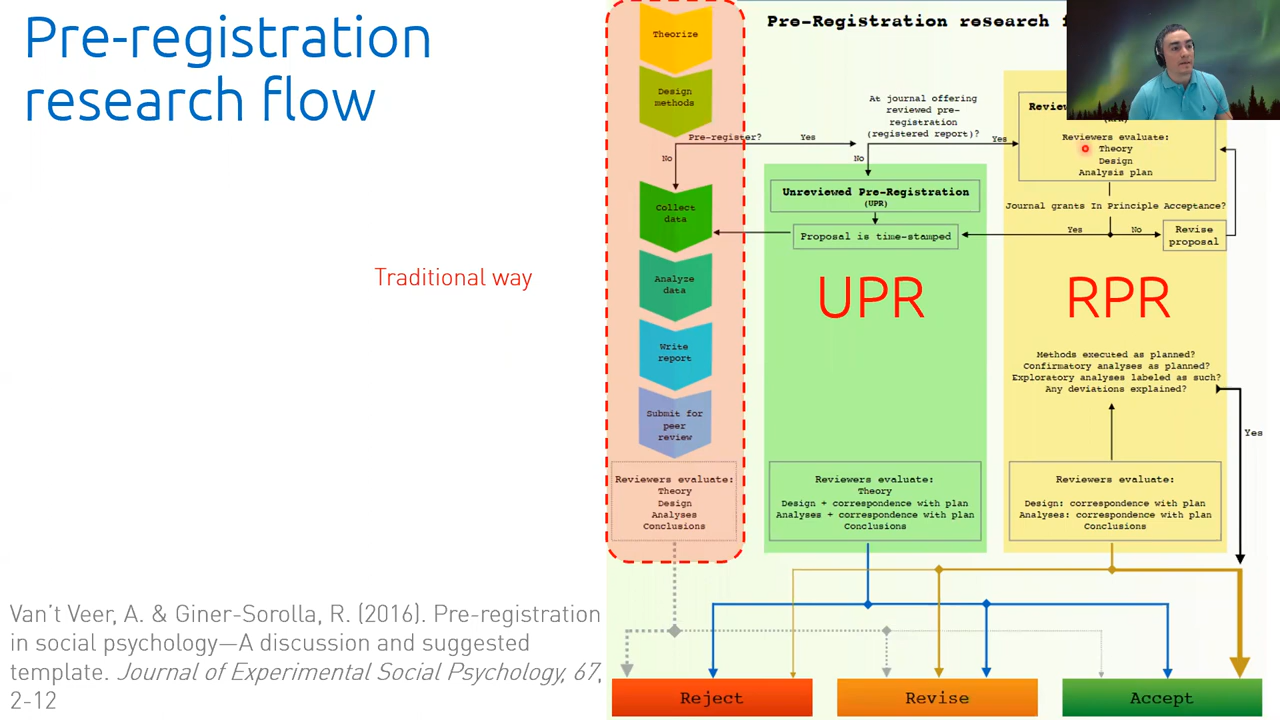 Pre-registration
research flow
Traditional way
Van't Veer, A. & Giner-Sorolla, R. (2016). Pre-registration
in social psychology—A discussion and suggested
template. Journal of Experimental Social Psychology, 67,
2-12
Pre-Registration research
Theorize
Design
methods
Pre-register?
Yes
No
At journal offering
reviewed pre-
registration
(registered report)?
Yes
No
Reviewers evaluate:
Theory
Design
Analysis plan
Collect
data
Unreviewed Pre-Registration
(UPR)
Proposal is time-stamped
Journal grants In Principle Acceptance?
Yes
No
Revise
proposal
Analyze
data
UPR
RPR
Write
report
Methods executed as planned?
Confirmatory analyses as planned?
Exploratory analyses labeled as such?
Any deviations explained?
Yes
Submit for
peer
review
Reviewers evaluate:
Theory
Design
Analyses
Conclusions
Reviewers evaluate:
Theory
Design + correspondence with plan
Analyses + correspondence with plan
Conclusions
Reviewers evaluate:
Design: correspondence with plan
Analyses: correspondence with plan
Conclusions
Reject
Revise
Accept